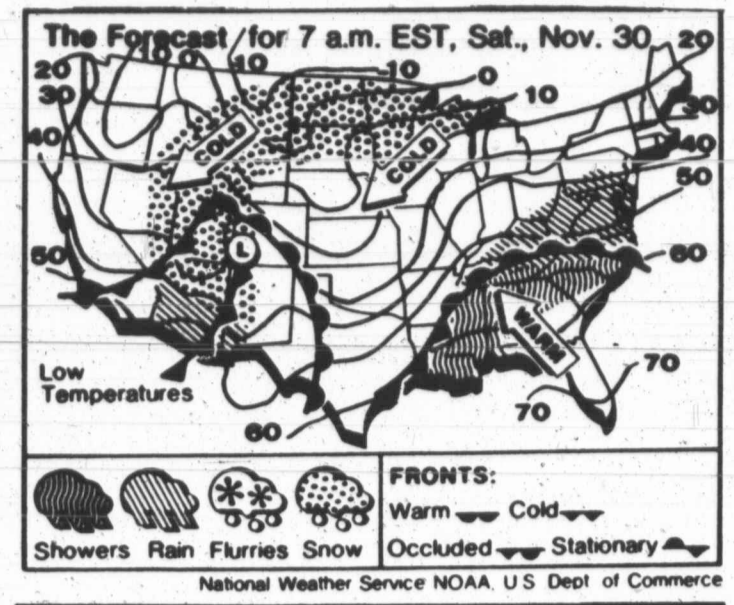 The Forecast for 7 a.m. EST, Sat., Nov. 30
20
10
0
10
10
0
10
20
30
40
30
40
50
50
60
COLD
COLD
L
WARM
70
70
60
Low
Temperatures
Showers Rain Flurries Snow
FRONTS:
Warm Cold
Occluded Stationary
National Weather Service NOAA, U S Dept of Commerce